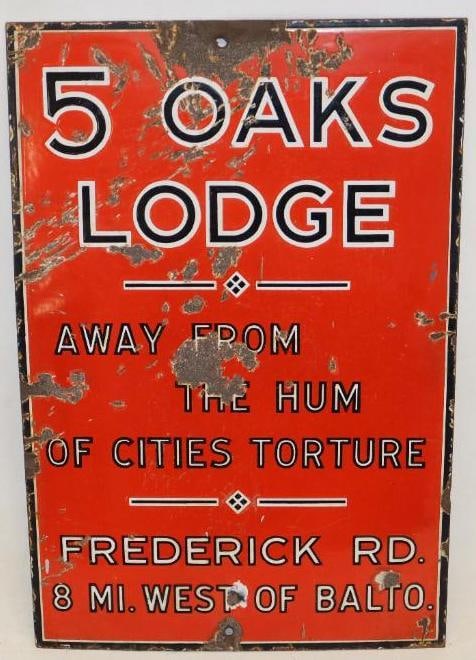 5 OAKS
LODGE
AWAY FROM
THE HUM
OF CITIES TORTURE
FREDERICK RD.
8 MI. WEST OF BALTO.